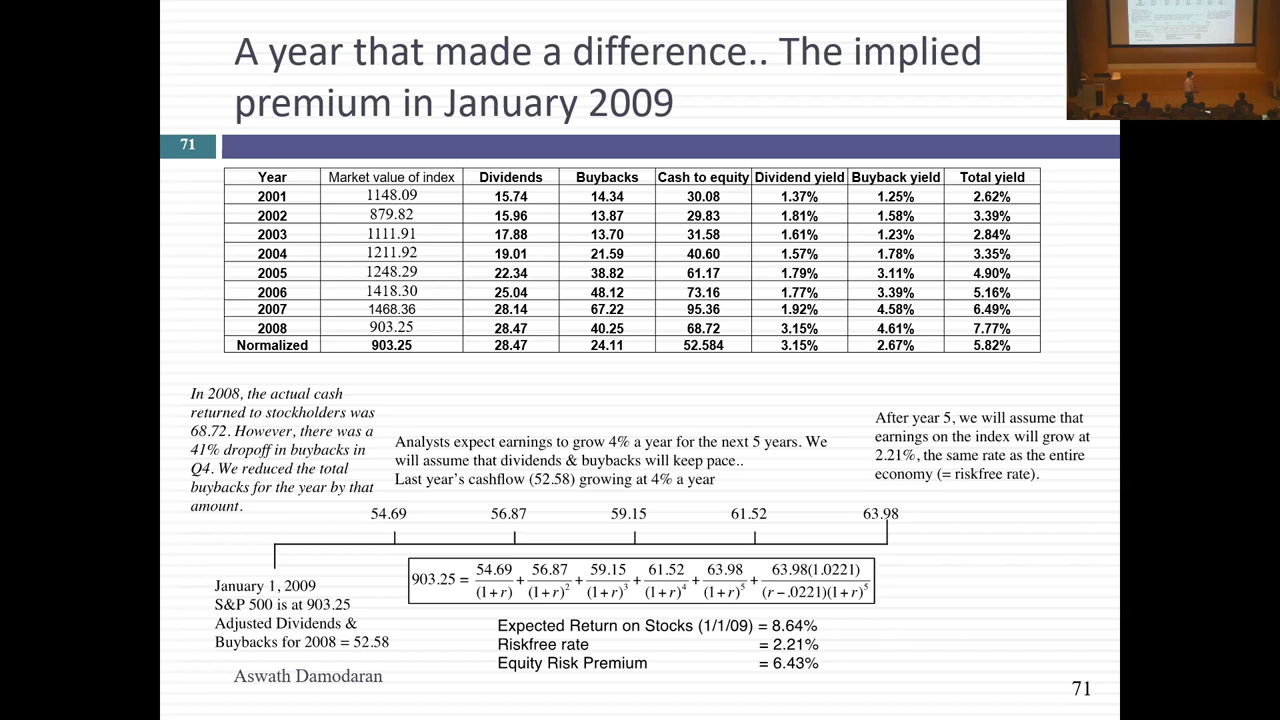 A year that made a difference.. The implied
premium in January 2009
71
Year Market value of index Dividends Buybacks Cash to equity Dividend yield Buyback yield Total yield
2001 1148.09 15.74 14.34 30.08 1.37% 1.25% 2.62%
2002 879.82 15.96 13.87 29.83 1.81% 1.58% 3.39%
2003 1111.91 17.88 13.70 31.58 1.61% 1.23% 2.84%
2004 1211.92 19.01 21.59 40.60 1.57% 1.78% 3.35%
2005 1248.29 22.34 38.82 61.17 1.79% 3.11% 4.90%
2006 1418.30 25.04 48.12 73.16 1.77% 3.39% 5.16%
2007 1468.36 28.14 67.22 95.36 1.92% 4.58% 6.49%
2008 903.25 28.47 40.25 68.72 3.15% 4.61% 7.77%
Normalized 903.25 28.47 24.11 52.584 3.15% 2.67% 5.82%
In 2008, the actual cash
returned to stockholders was
68.72. However, there was a
41% dropoff in buybacks in
Q4. We reduced the total
buybacks for the year by that
amount.
Analysts expect earnings to grow 4% a year for the next 5 years. We
will assume that dividends & buybacks will keep pace..
Last year's cashflow (52.58) growing at 4% a year
After year 5, we will assume that
earnings on the index will grow at
2.21%, the same rate as the entire
economy (= riskfree rate).
54.69 56.87 59.15 61.52 63.98
903.25 = 54.69/(1+r) + 56.87/(1+r)² + 59.15/(1+r)³ + 61.52/(1+r)⁴ + 63.98/(1+r)⁵ + 63.98(1.0221)/(r−.0221)(1+r)⁵
January 1, 2009
S&P 500 is at 903.25
Adjusted Dividends &
Buybacks for 2008 = 52.58
Expected Return on Stocks (1/1/09) = 8.64%
Riskfree rate = 2.21%
Equity Risk Premium = 6.43%
Aswath Damodaran
71